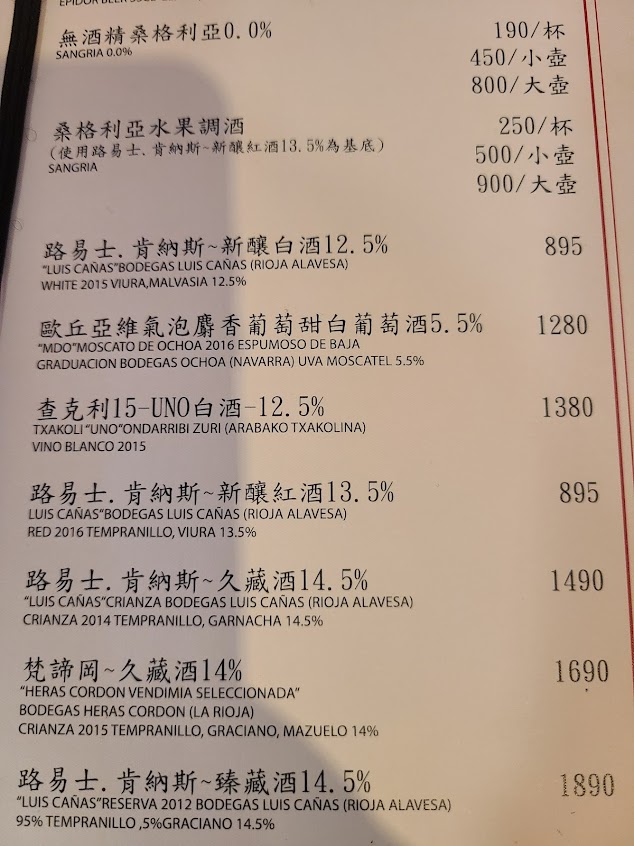 無酒精桑格利亞0.0%
SANGRIA 0.0%
190/杯
450/小壺
800/大壺
桑格利亞水果調酒
(使用路易士.肯納斯~新釀紅酒13.5%為基底)
SANGRIA
250/杯
500/小壺
900/大壺
路易士.肯納斯~新釀白酒12.5% 895
"LUIS CAÑAS"BODEGAS LUIS CAÑAS (RIOJA ALAVESA)
WHITE 2015 VIURA,MALVASIA 12.5%
歐丘亞維氣泡麝香葡萄甜白葡萄酒5.5% 1280
"MDO"MOSCATO DE OCHOA 2016 ESPUMOSO DE BAJA
GRADUACION BODEGAS OCHOA (NAVARRA) UVA MOSCATEL 5.5%
查克利15-UNO白酒-12.5% 1380
TXAKOLI "UNO"ONDARRIBI ZURI (ARABAKO TXAKOLINA)
VINO BLANCO 2015
路易士.肯納斯~新釀紅酒13.5% 895
LUIS CAÑAS"BODEGAS LUIS CAÑAS (RIOJA ALAVESA)
RED 2016 TEMPRANILLO, VIURA 13.5%
路易士.肯納斯~久藏酒14.5% 1490
"LUIS CAÑAS"CRIANZA BODEGAS LUIS CAÑAS (RIOJA ALAVESA)
CRIANZA 2014 TEMPRANILLO, GARNACHA 14.5%
梵諦岡~久藏酒14% 1690
"HERAS CORDON VENDIMIA SELECCIONADA"
BODEGAS HERAS CORDON (LA RIOJA)
CRIANZA 2015 TEMPRANILLO, GRACIANO, MAZUELO 14%
路易士.肯納斯~臻藏酒14.5% 1890
"LUIS CAÑAS"RESERVA 2012 BODEGAS LUIS CAÑAS (RIOJA ALAVESA)
95% TEMPRANILLO ,5%GRACIANO 14.5%